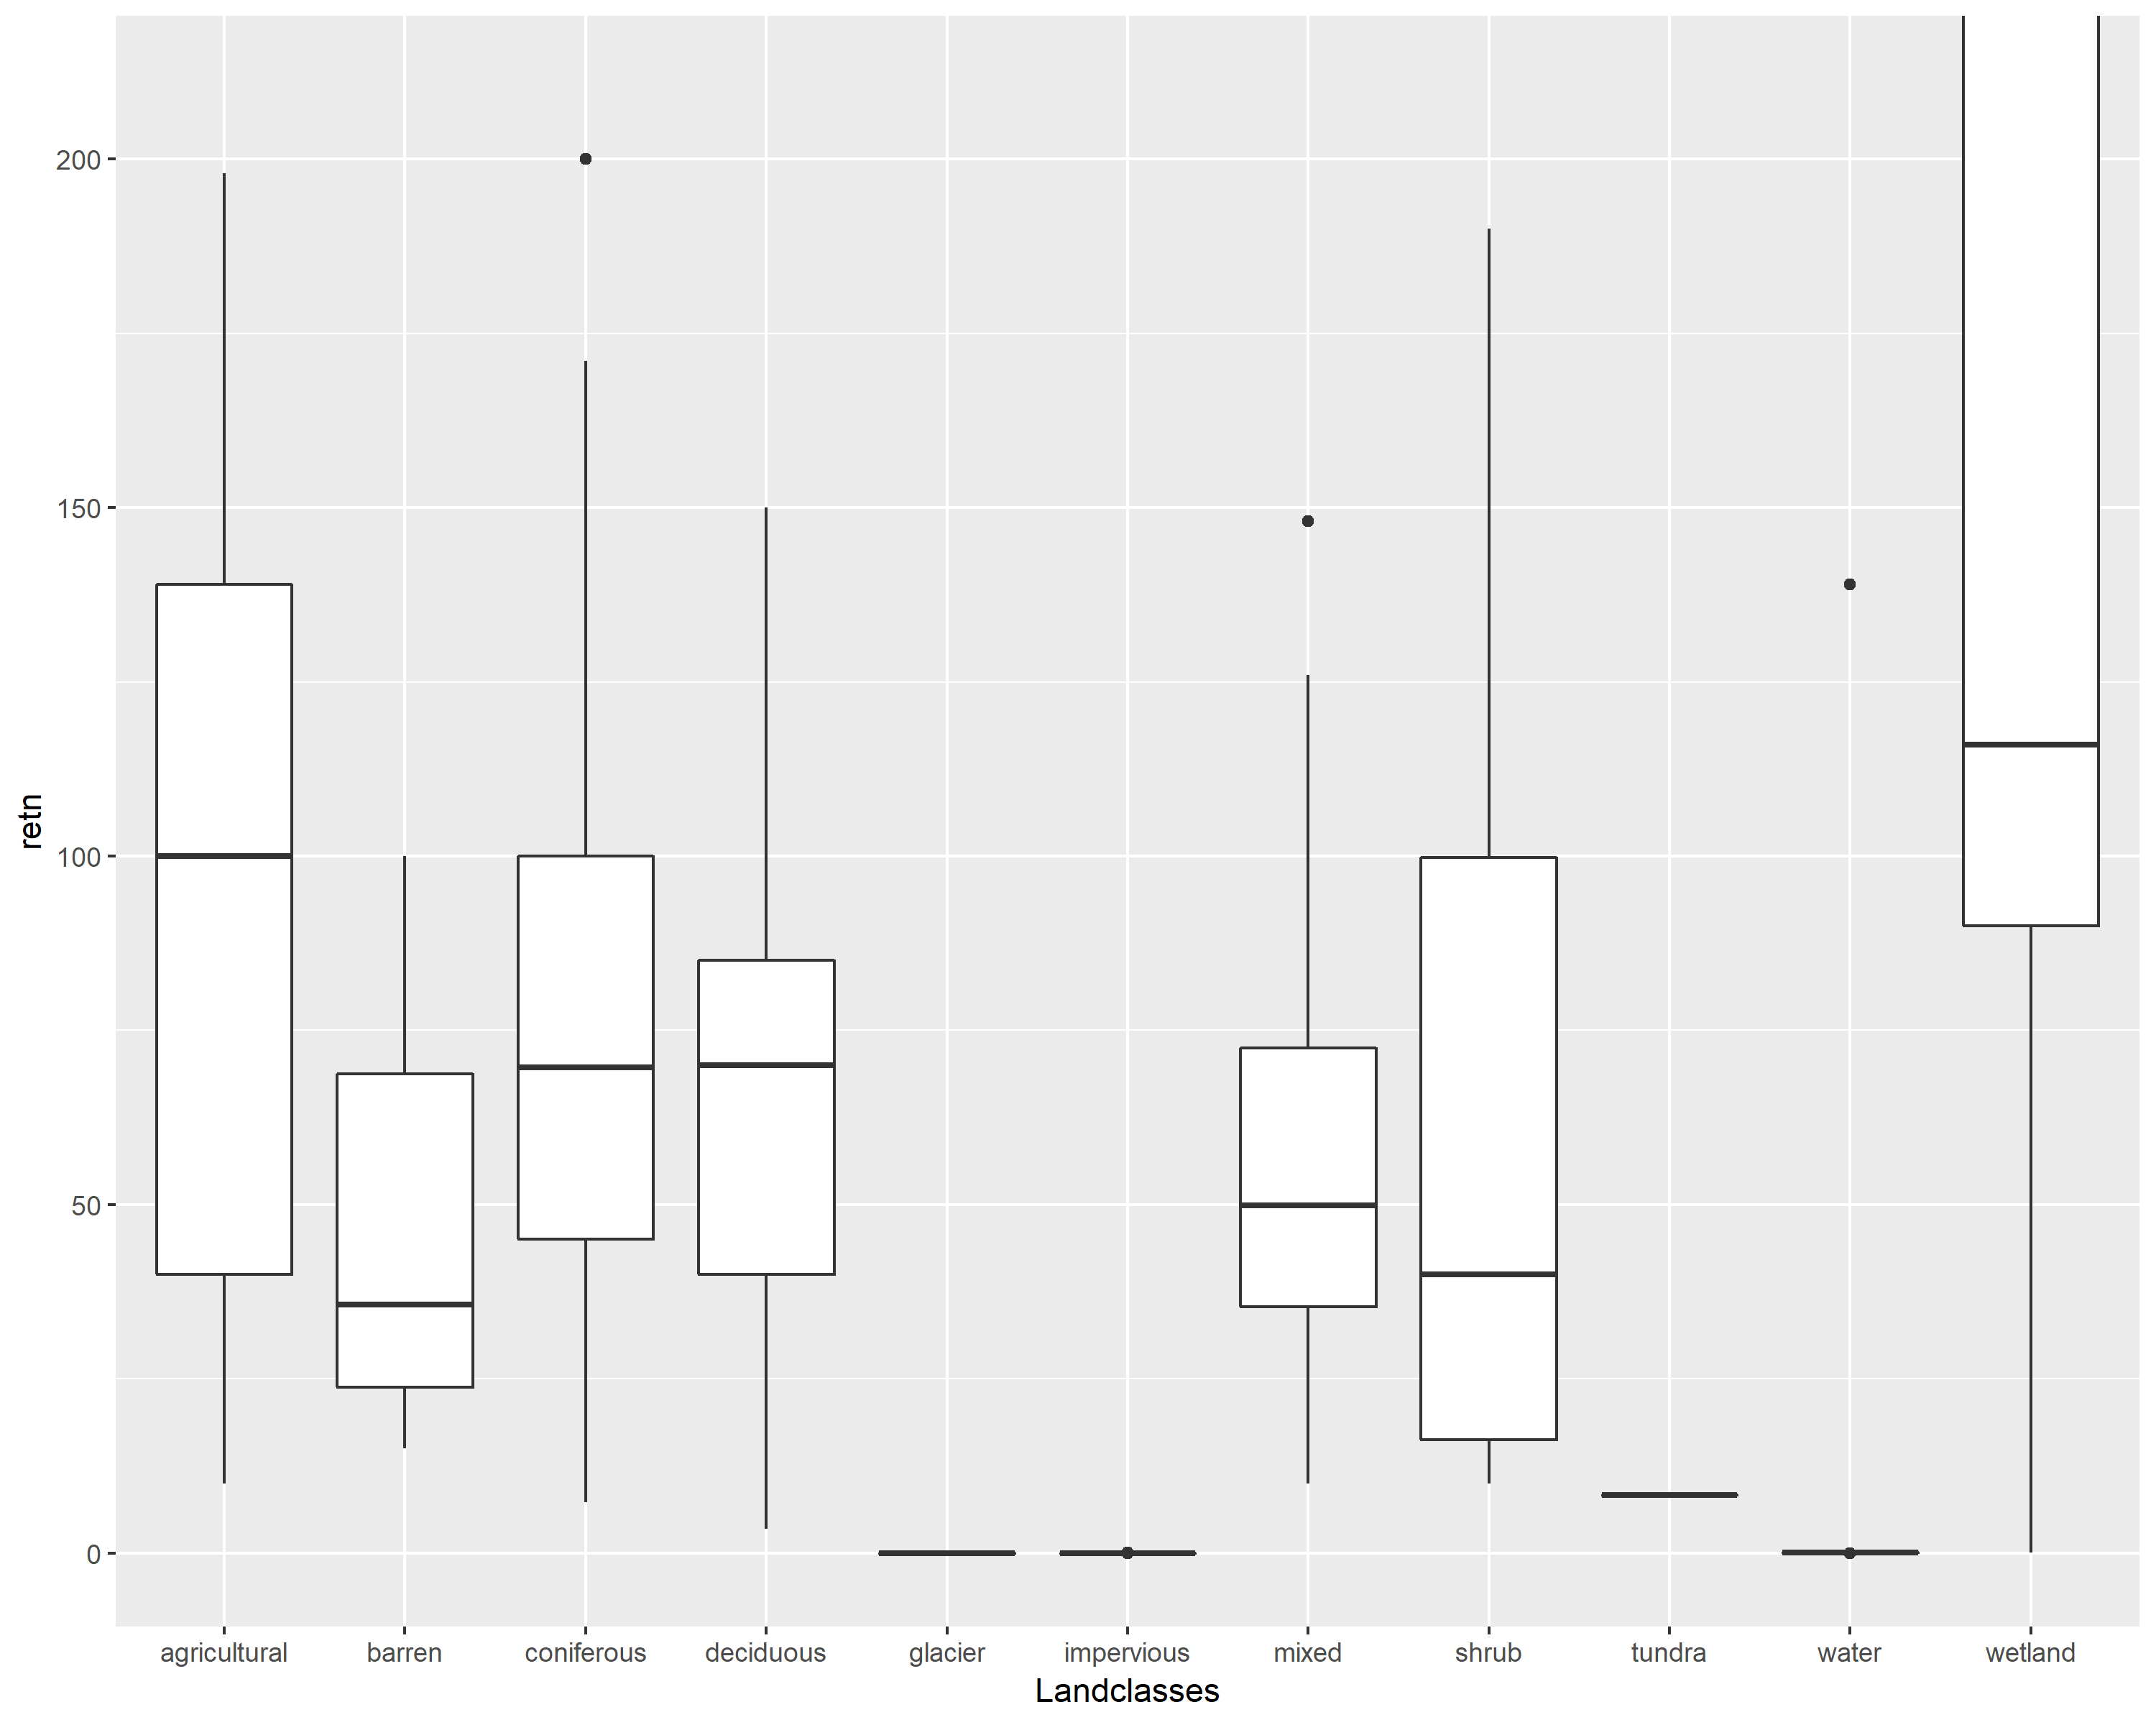 200
150
100
50
0
retn
agricultural barren coniferous deciduous glacier impervious mixed shrub tundra water wetland
Landclasses